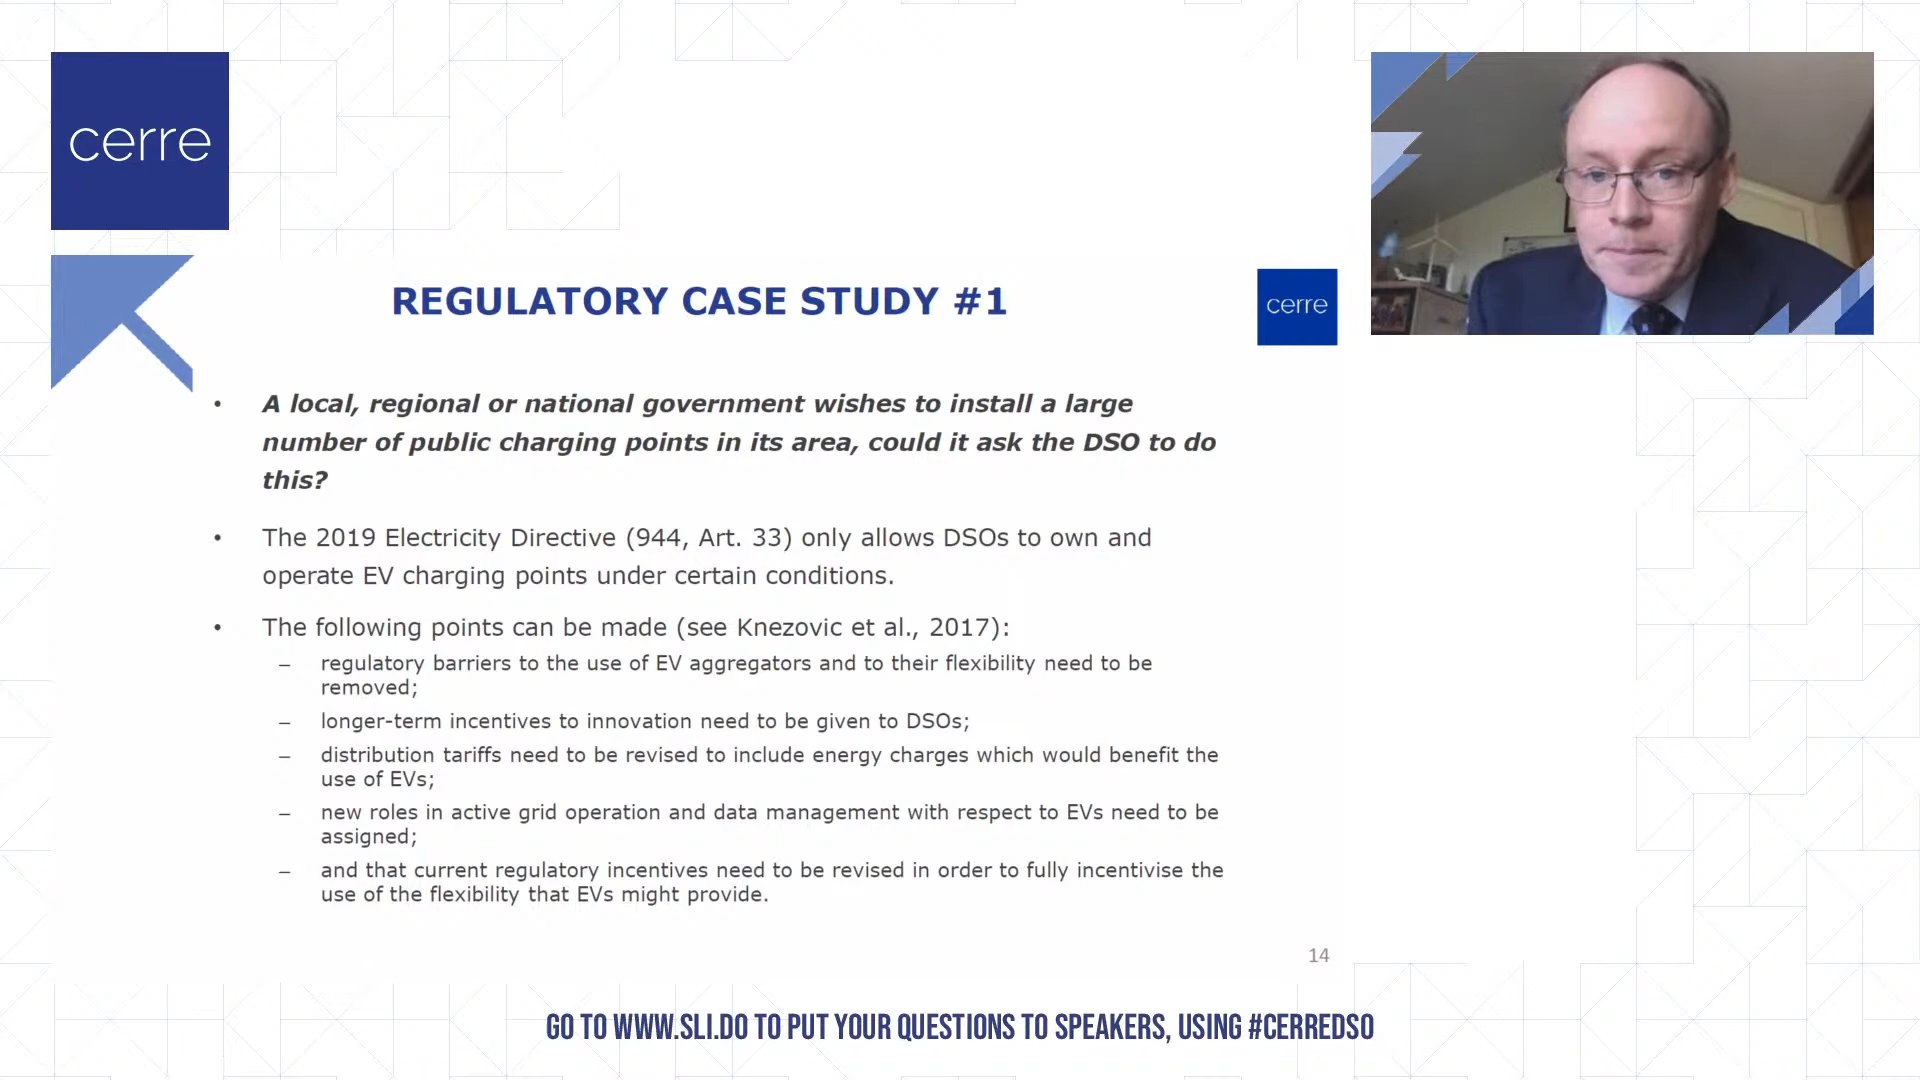 cerre
REGULATORY CASE STUDY #1
cerre
• A local, regional or national government wishes to install a large
number of public charging points in its area, could it ask the DSO to do
this?
• The 2019 Electricity Directive (944, Art. 33) only allows DSOs to own and
operate EV charging points under certain conditions.
• The following points can be made (see Knezovic et al., 2017):
– regulatory barriers to the use of EV aggregators and to their flexibility need to be
removed;
– longer-term incentives to innovation need to be given to DSOs;
– distribution tariffs need to be revised to include energy charges which would benefit the
use of EVs;
– new roles in active grid operation and data management with respect to EVs need to be
assigned;
– and that current regulatory incentives need to be revised in order to fully incentivise the
use of the flexibility that EVs might provide.
14
GO TO WWW.SLI.DO TO PUT YOUR QUESTIONS TO SPEAKERS, USING #CERREDSO